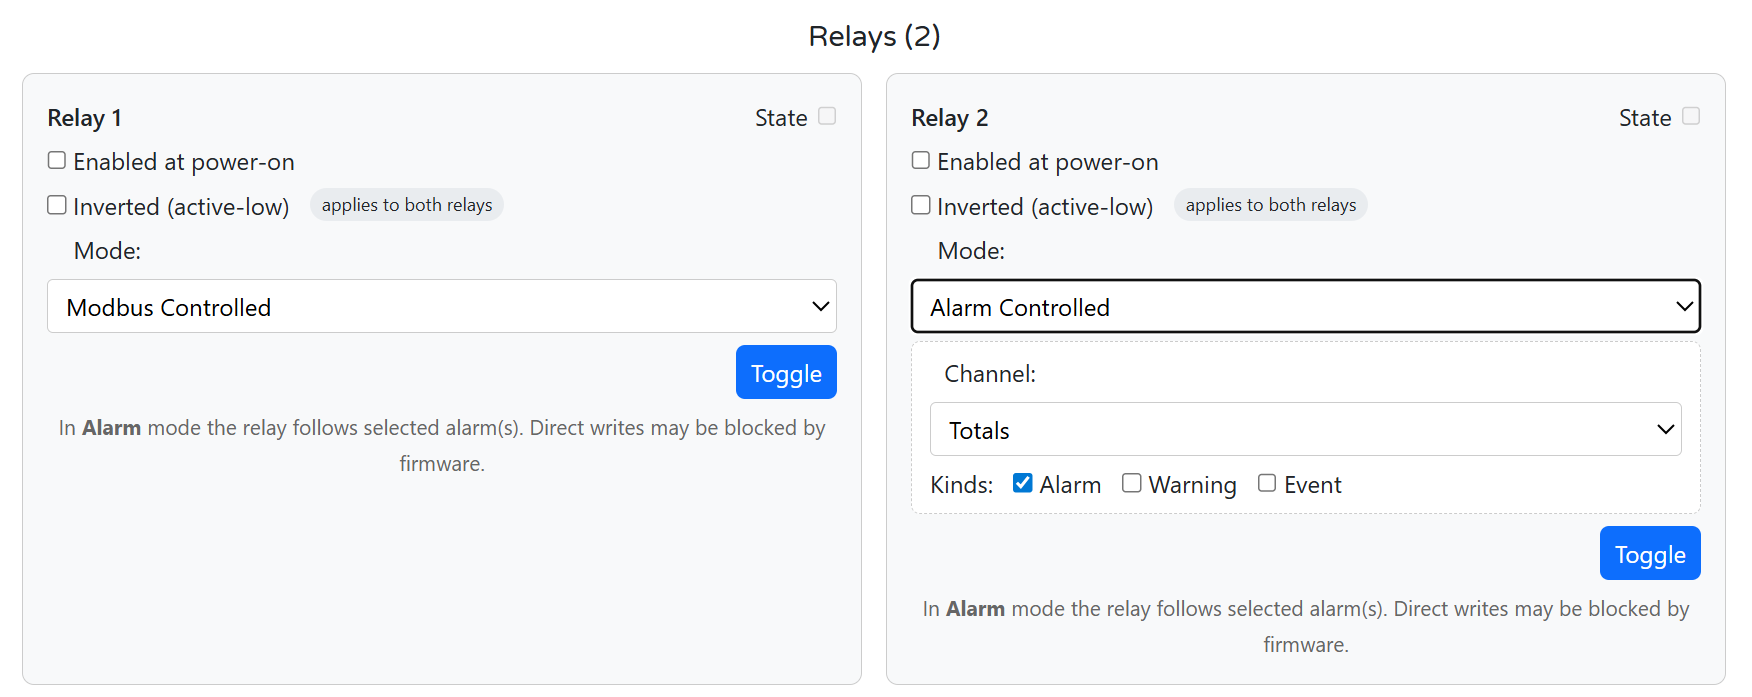 Relays (2)
Relay 1
State
Enabled at power-on
Inverted (active-low) applies to both relays
Mode:
Modbus Controlled
Toggle
In Alarm mode the relay follows selected alarm(s). Direct writes may be blocked by
firmware.
Relay 2
State
Enabled at power-on
Inverted (active-low) applies to both relays
Mode:
Alarm Controlled
Channel:
Totals
Kinds: Alarm Warning Event
Toggle
In Alarm mode the relay follows selected alarm(s). Direct writes may be blocked by
firmware.